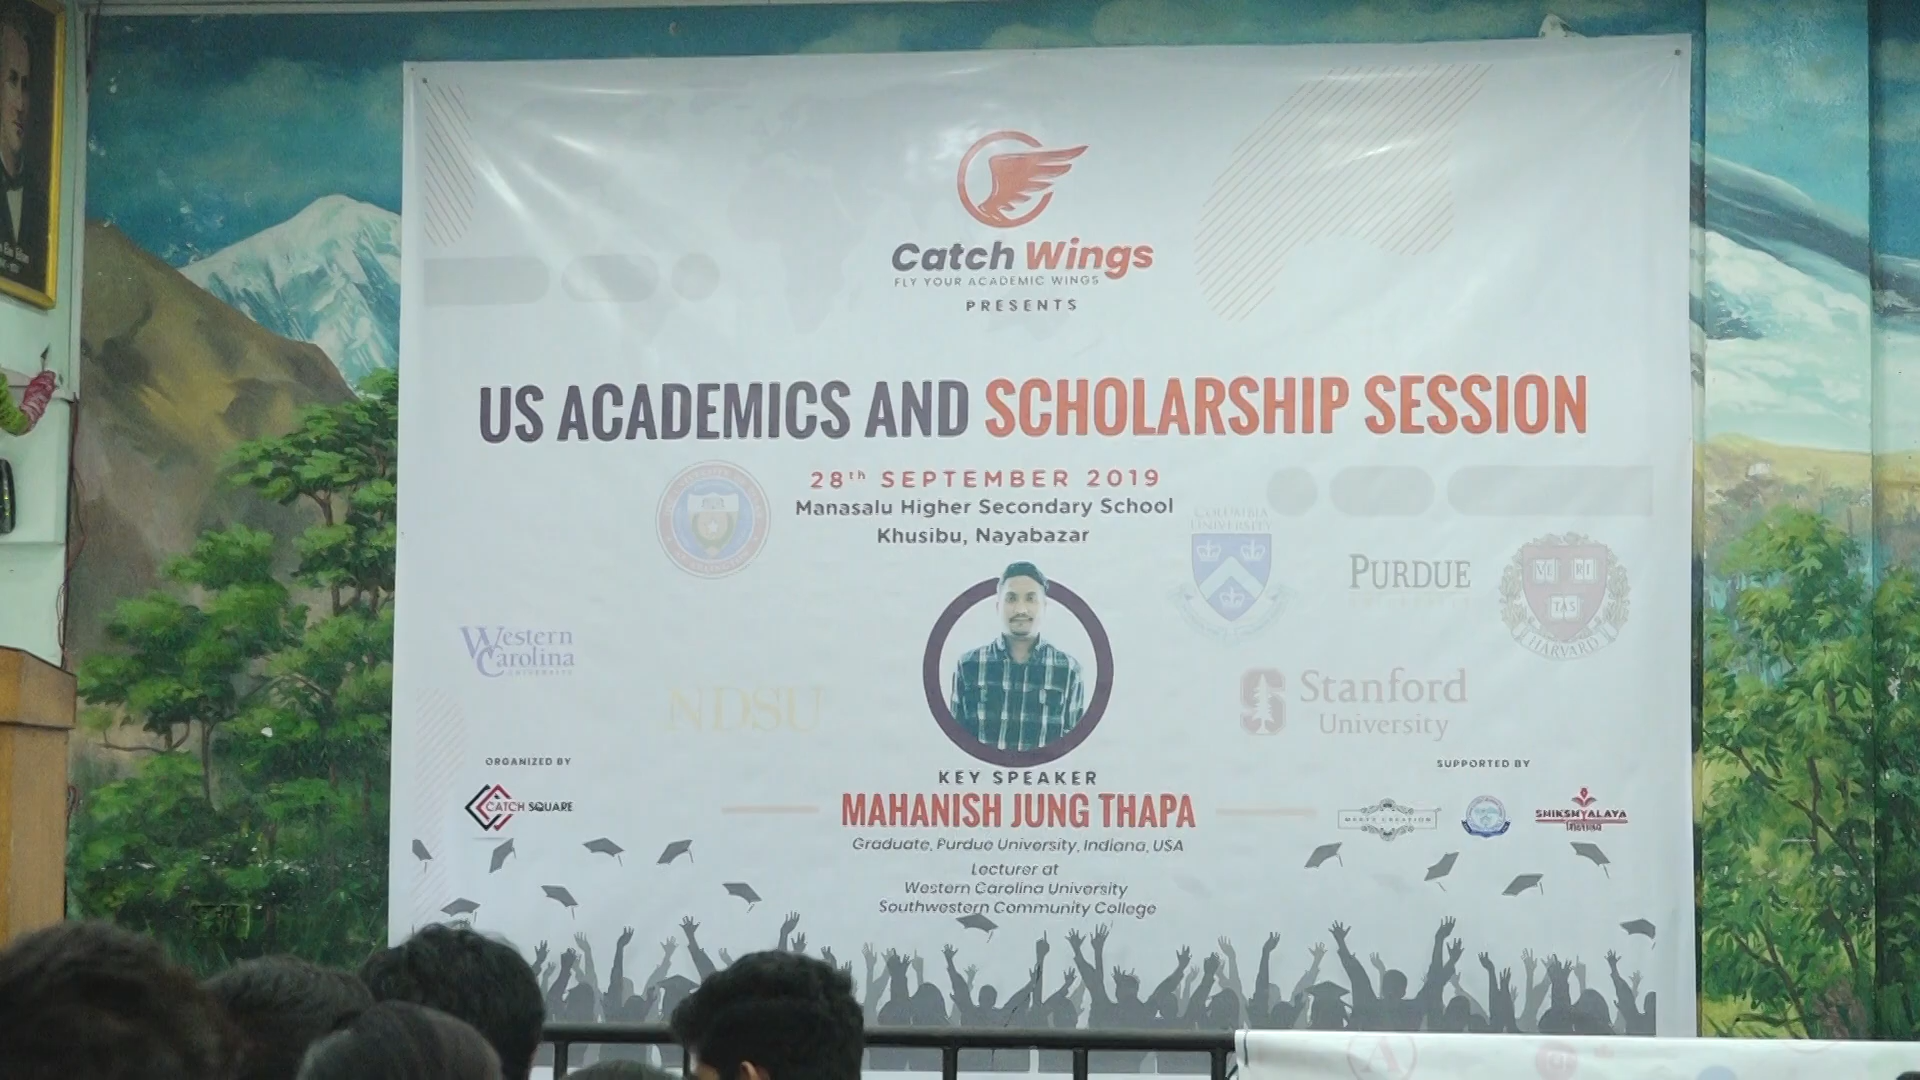 Catch Wings
FLY YOUR ACADEMIC WINGS
PRESENTS
US ACADEMICS AND SCHOLARSHIP SESSION
28th SEPTEMBER 2019
Manasalu Higher Secondary School
Khusibu, Nayabazar
COLUMBIA
UNIVERSITY
PURDUE
VE RI
TAS
HARVARD
Western
Carolina
UNIVERSITY
NDSU
Stanford
University
ORGANIZED BY
CATCH SQUARE
SUPPORTED BY
SHIKSHYALAYA
KEY SPEAKER
MAHANISH JUNG THAPA
Graduate, Purdue University, Indiana, USA
Lecturer at
Western Carolina University
Southwestern Community College